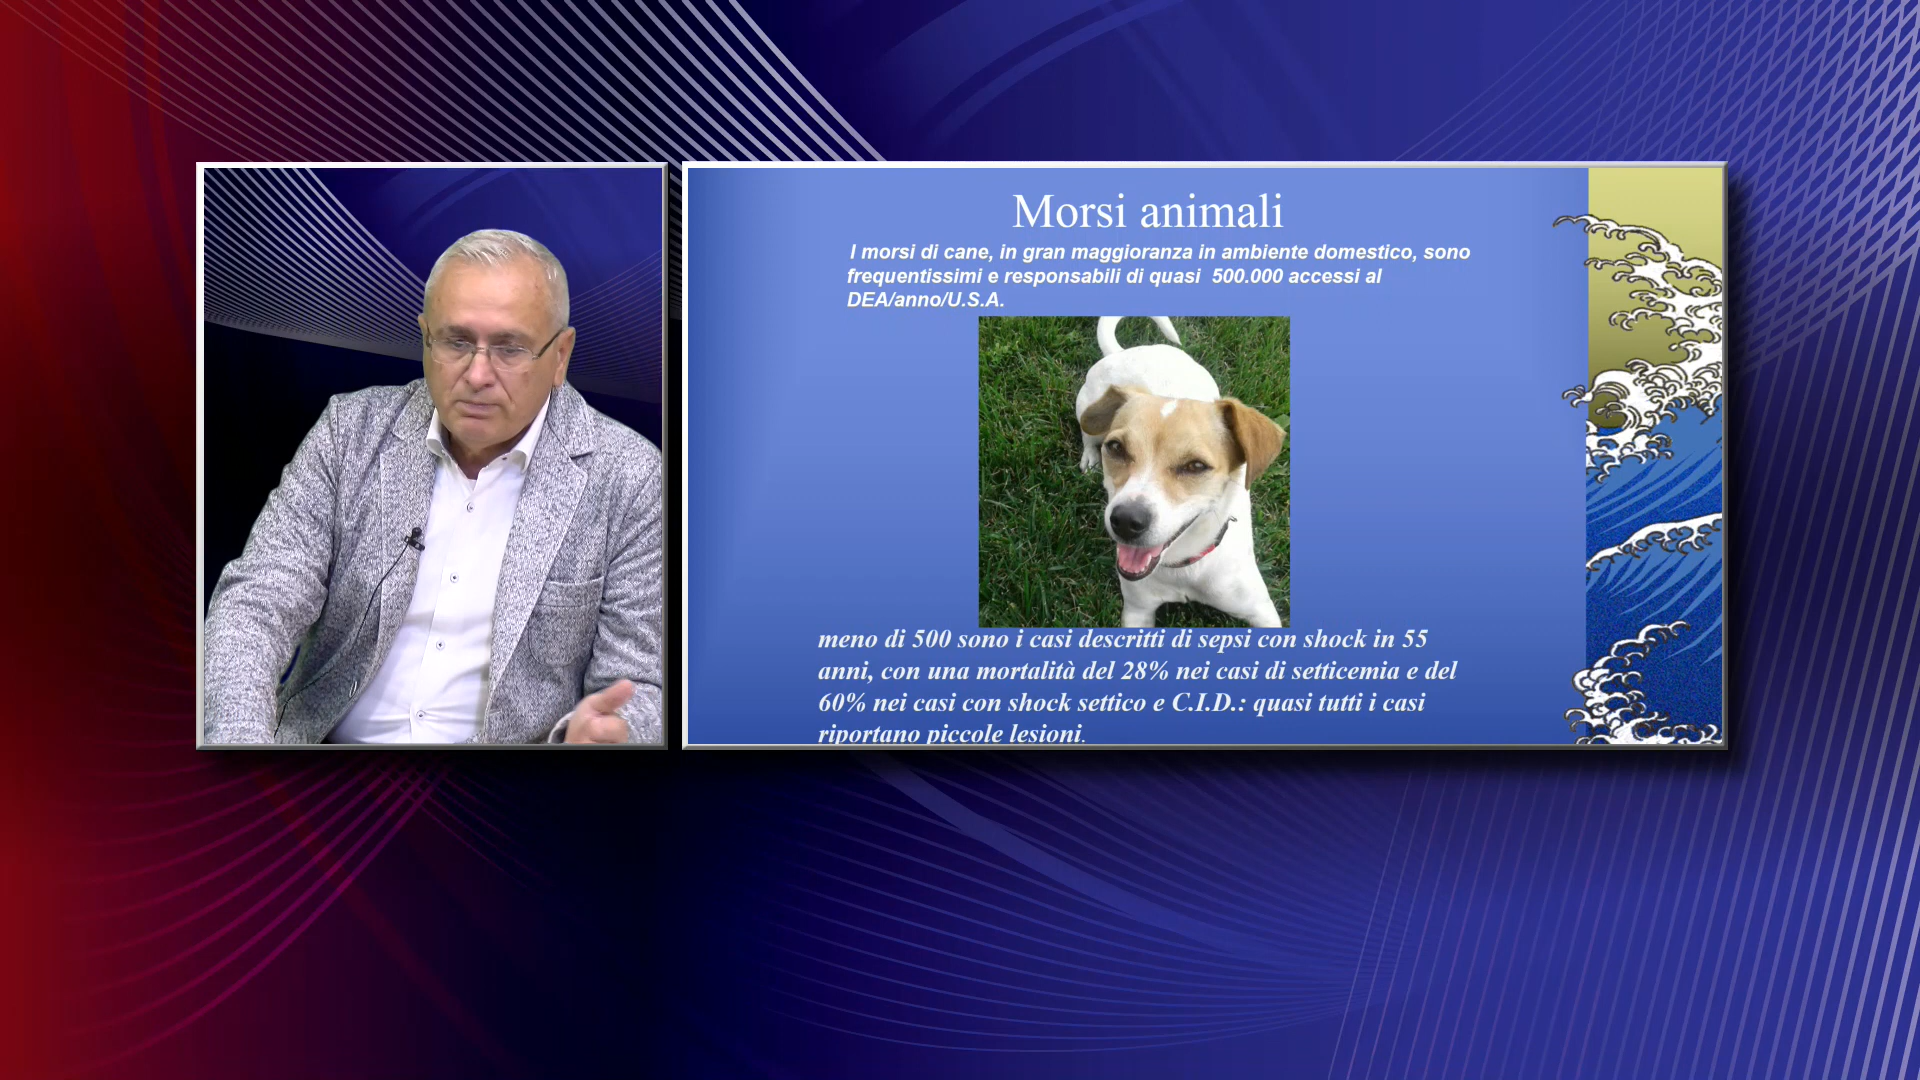 Morsi animali
I morsi di cane, in gran maggioranza in ambiente domestico, sono
frequentissimi e responsabili di quasi 500.000 accessi al
DEA/anno/U.S.A.
meno di 500 sono i casi descritti di sepsi con shock in 55
anni, con una mortalità del 28% nei casi di setticemia e del
60% nei casi con shock settico e C.I.D.: quasi tutti i casi
riportano piccole lesioni.